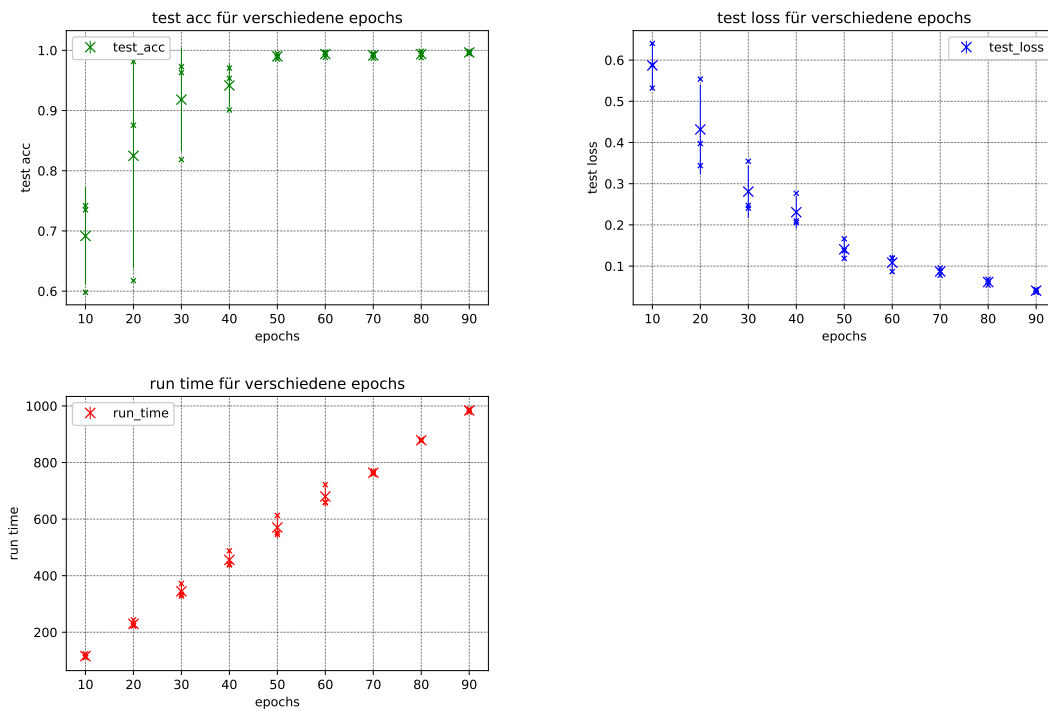 test acc für verschiedene epochs
1.0
0.9
0.8
0.7
0.6
test acc
test_acc
10 20 30 40 50 60 70 80 90
epochs
test loss für verschiedene epochs
0.6
0.5
0.4
0.3
0.2
0.1
test loss
test_loss
10 20 30 40 50 60 70 80 90
epochs
run time für verschiedene epochs
1000
800
600
400
200
run time
run_time
10 20 30 40 50 60 70 80 90
epochs